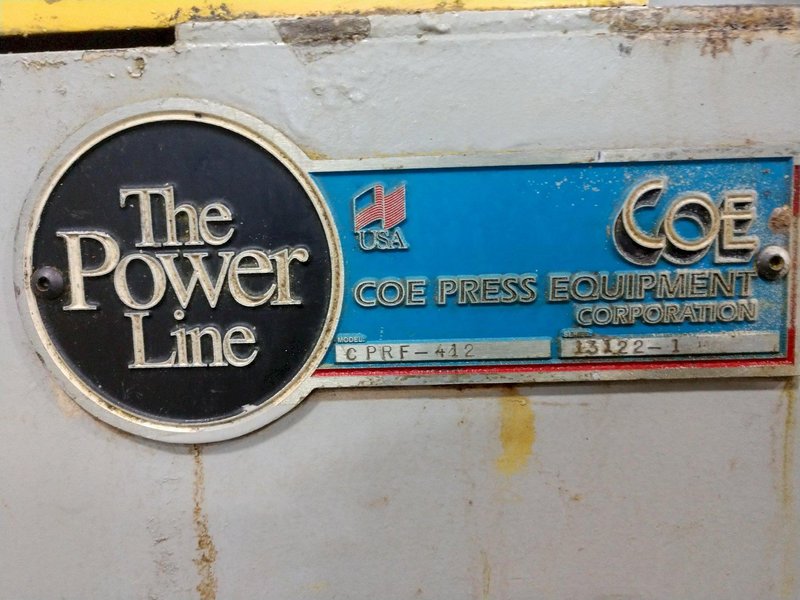 The
Power
Line
USA
COE
COE PRESS EQUIPMENT
CORPORATION
MODEL:
CPRF-412
SERIAL:
13122-1